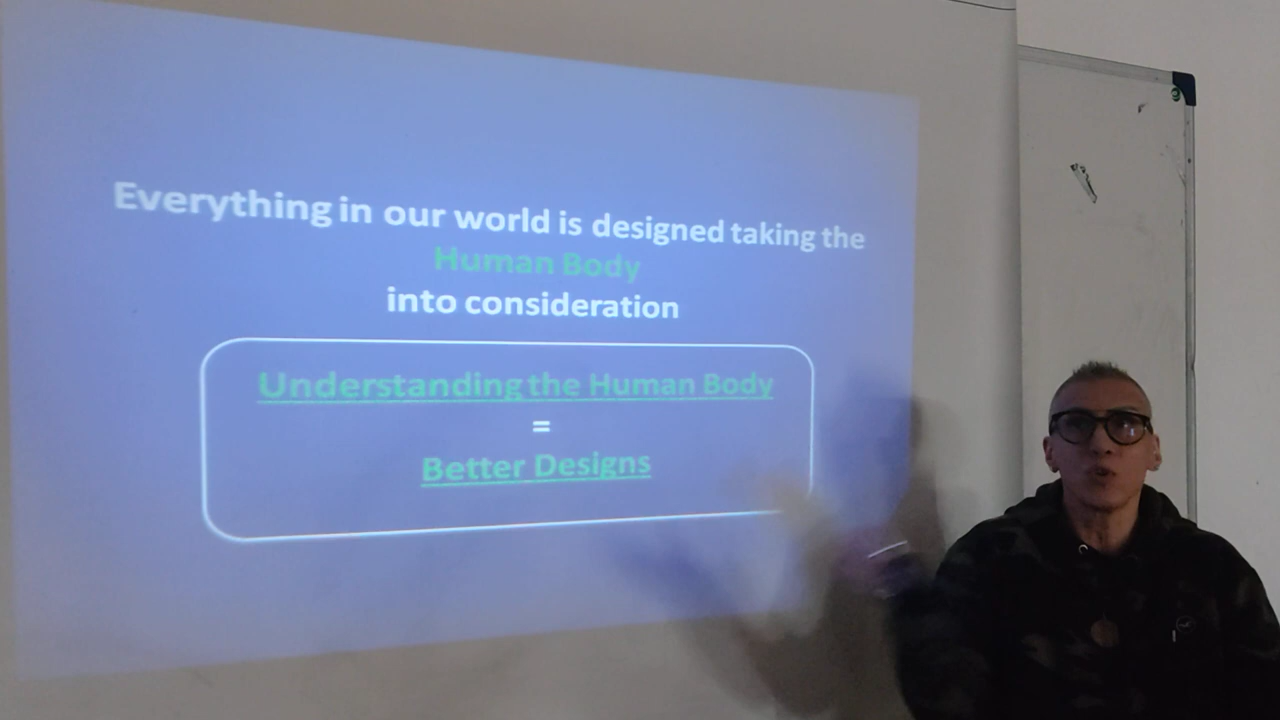 Everything in our world is designed taking the
Human Body
into consideration
Understanding the Human Body
=
Better Designs